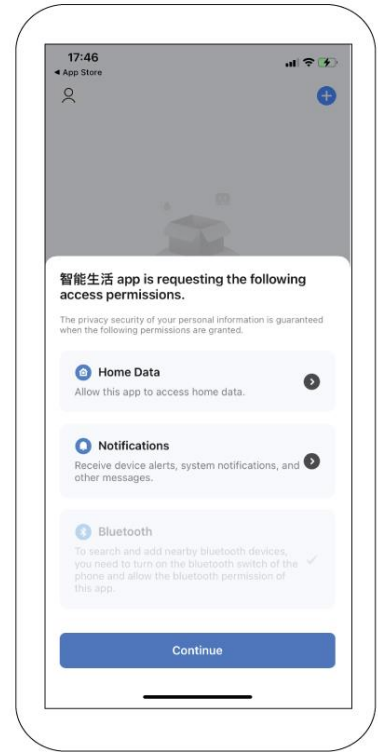 17:46
◀ App Store
智能生活 app is requesting the following
access permissions.
The privacy security of your personal information is guaranteed
when the following permissions are granted.
Home Data
Allow this app to access home data.
Notifications
Receive device alerts, system notifications, and
other messages.
Bluetooth
To search and add nearby bluetooth devices,
you need to turn on the bluetooth switch of the
phone and allow the bluetooth permission of
this app.
Continue